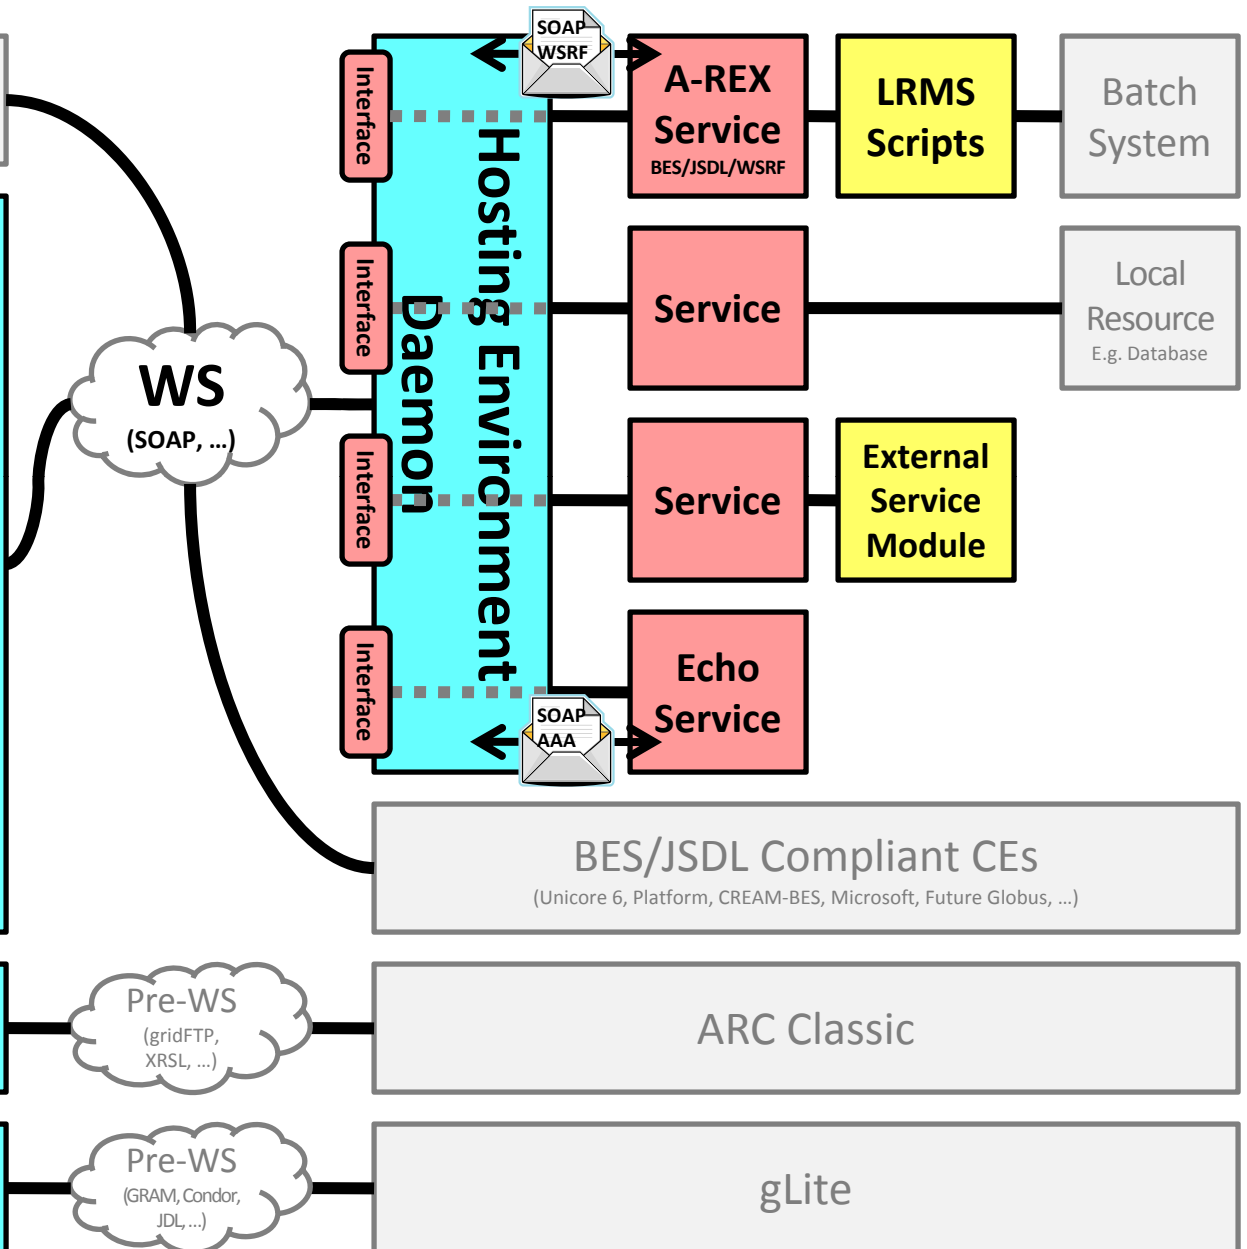 SOAP
WSRF
Interface
A-REX
Service
BES/JSDL/WSRF
LRMS
Scripts
Batch
System
Hosting Environment
Daemon
Interface
Service
Local
Resource
E.g. Database
WS
(SOAP, ...)
Interface
Service
External
Service
Module
Interface
Echo
Service
SOAP
AAA
BES/JSDL Compliant CEs
(Unicore 6, Platform, CREAM-BES, Microsoft, Future Globus, ...)
Pre-WS
(gridFTP,
XRSL, ...)
ARC Classic
Pre-WS
(GRAM, Condor,
JDL, ...)
gLite